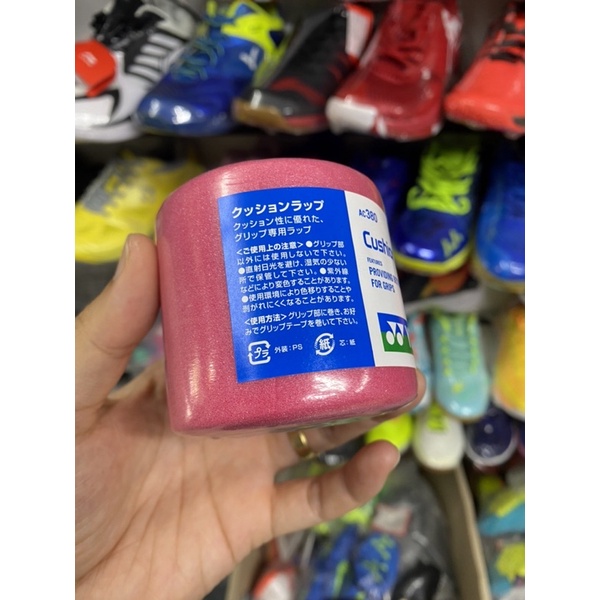 クッションラップ
クッション性に優れた、
グリップ専用ラップ
<ご使用上の注意>●グリップ部
以外には使用しないで下さい。
●直射日光を避け、湿気の少ない
所で保管して下さい。●紫外線
などにより変色することがあります。
●使用環境により色移りすることや
剥がれにくくなることがあります。
<使用方法>グリップ部に巻き、お好
みでグリップテープを巻いて下さい。
プラ 外装:PS 紙 芯:紙
AC380
FEATURES
PROVIDING
FOR GRIPS